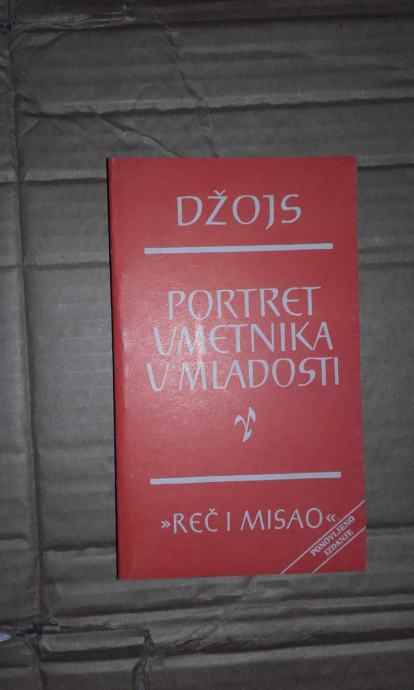 DŽOJS
PORTRET
UMETNIKA
U MLADOSTI
»REČ I MISAO«
PONOVLJENO
IZDANJE